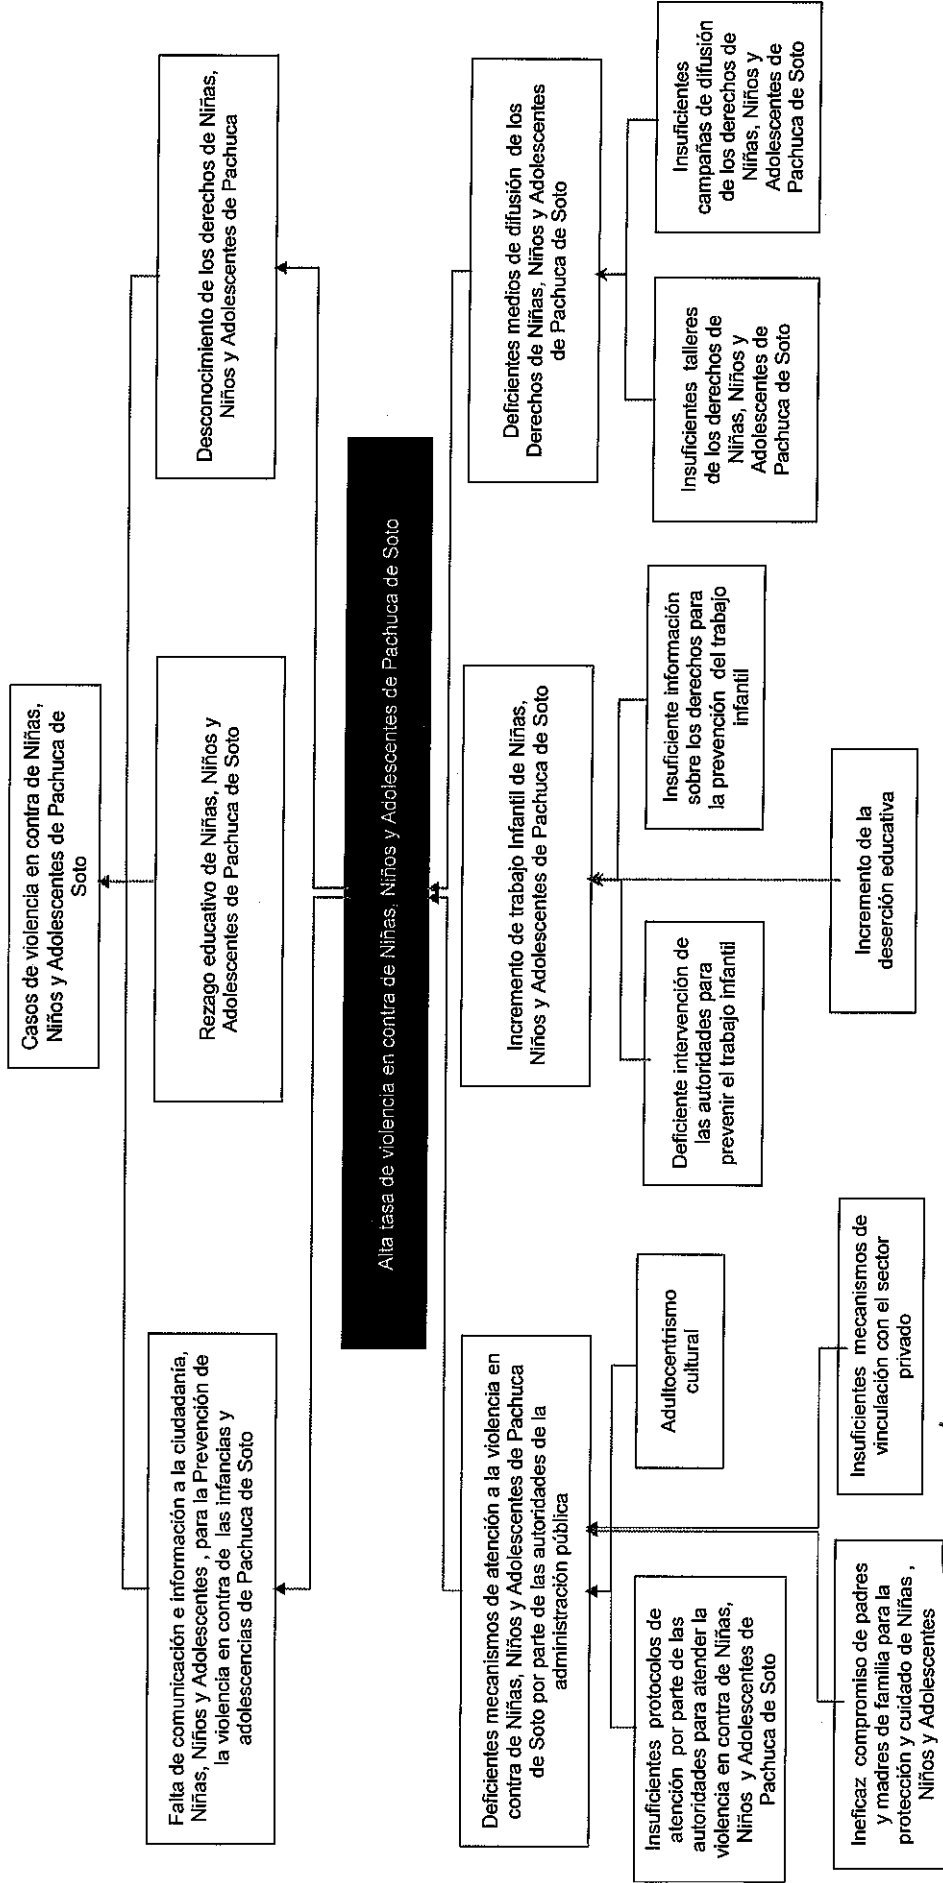 Casos de violencia en contra de Niñas,
Niños y Adolescentes de Pachuca de
Soto
Falta de comunicación e información a la ciudadanía,
Niñas, Niños y Adolescentes , para la Prevención de
la violencia en contra de las infancias y
adolescencias de Pachuca de Soto
Rezago educativo de Niñas, Niños y
Adolescentes de Pachuca de Soto
Desconocimiento de los derechos de Niñas,
Niños y Adolescentes de Pachuca
Alta tasa de violencia en contra de Niñas, Niños y Adolescentes de Pachuca de Soto
Deficientes mecanismos de atención a la violencia en
contra de Niñas, Niños y Adolescentes de Pachuca
de Soto por parte de las autoridades de la
administración pública
Incremento de trabajo Infantil de Niñas,
Niños y Adolescentes de Pachuca de Soto
Deficientes medios de difusión de los
Derechos de Niñas, Niños y Adolescentes
de Pachuca de Soto
Insuficientes protocolos de
atención por parte de las
autoridades para atender la
violencia en contra de Niñas,
Niños y Adolescentes de
Pachuca de Soto
Adultocentrismo
cultural
Deficiente intervención de
las autoridades para
prevenir el trabajo infantil
Insuficiente información
sobre los derechos para
la prevención del trabajo
infantil
Insuficientes talleres
de los derechos de
Niñas, Niños y
Adolescentes de
Pachuca de Soto
Insuficientes
campañas de difusión
de los derechos de
Niñas, Niños y
Adolescentes de
Pachuca de Soto
Ineficaz compromiso de padres
y madres de familia para la
protección y cuidado de Niñas ,
Niños y Adolescentes
Insuficientes mecanismos de
vinculación con el sector
privado
Incremento de la
deserción educativa